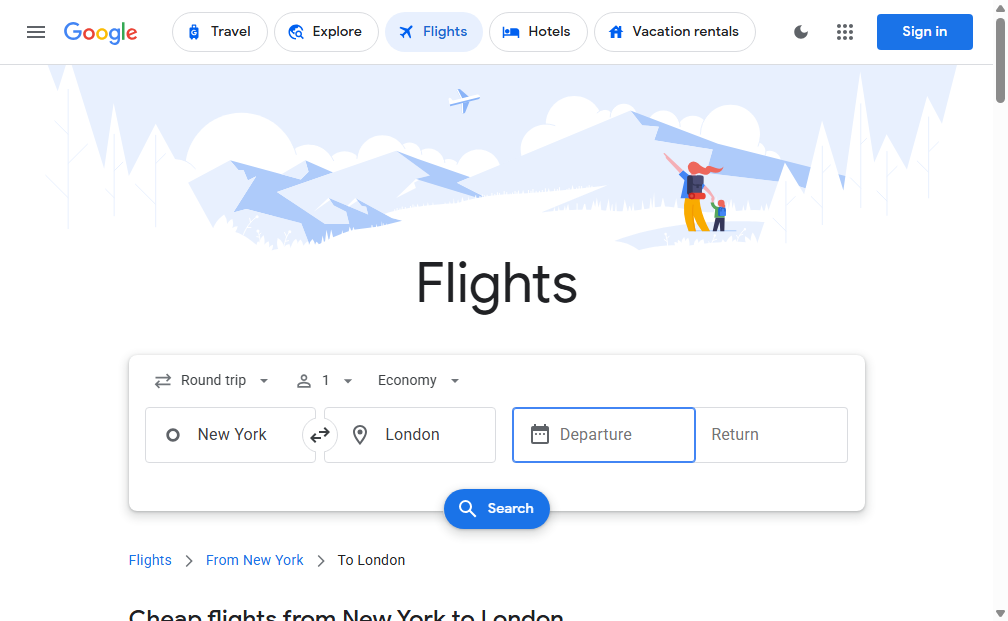 Google Travel Explore Flights Hotels Vacation rentals Sign in
Flights
Round trip 1 Economy
New York London Departure Return
Search
Flights From New York To London
Cheap flights from New York to London